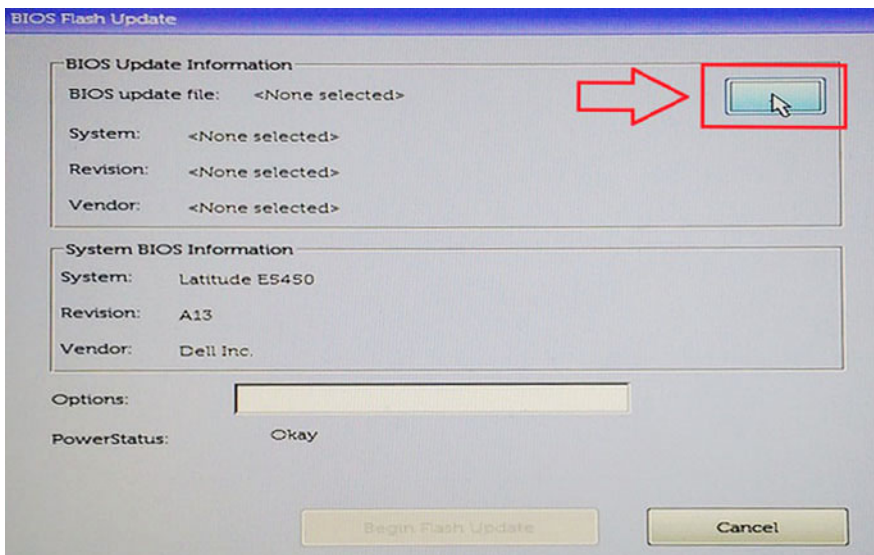 BIOS Flash Update
BIOS Update Information
BIOS update file: <None selected>
System: <None selected>
Revision: <None selected>
Vendor: <None selected>
System BIOS Information
System: Latitude E5450
Revision: A13
Vendor: Dell Inc.
Options:
PowerStatus: Okay
Begin Flash Update
Cancel